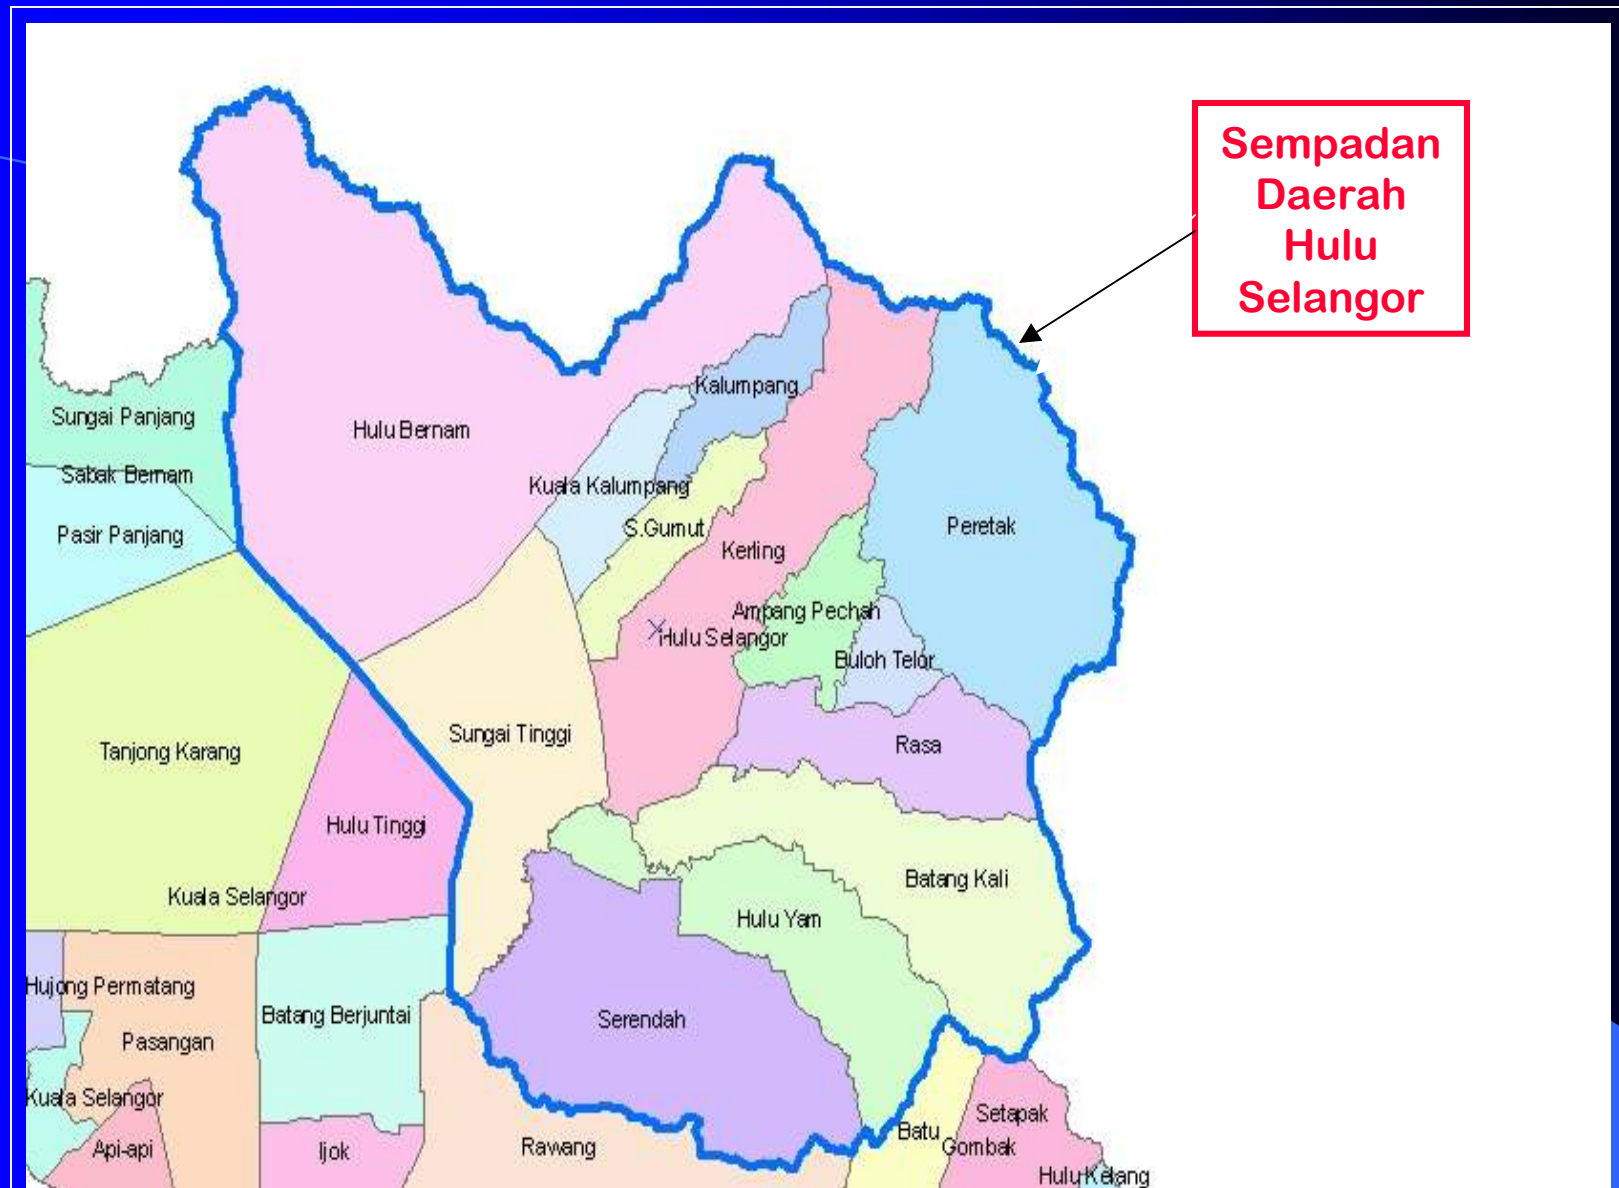 Sempadan
Daerah
Hulu
Selangor
Kalumpang
Sungai Panjang
Hulu Bernam
Sabak Bernam
Kuala Kalumpang
Pasir Panjang
S.Gumut
Peretak
Kerling
Ampang Pechah
Hulu Selangor
Buloh Telor
Sungai Tinggi
Rasa
Tanjong Karang
Hulu Tinggi
Batang Kali
Kuala Selangor
Hulu Yam
Hujong Permatang
Batang Berjuntai
Serendah
Pasangan
Kuala Selangor
Setapak
Batu
Api-api
Ijok
Rawang
Gombak
Hulu Kelang